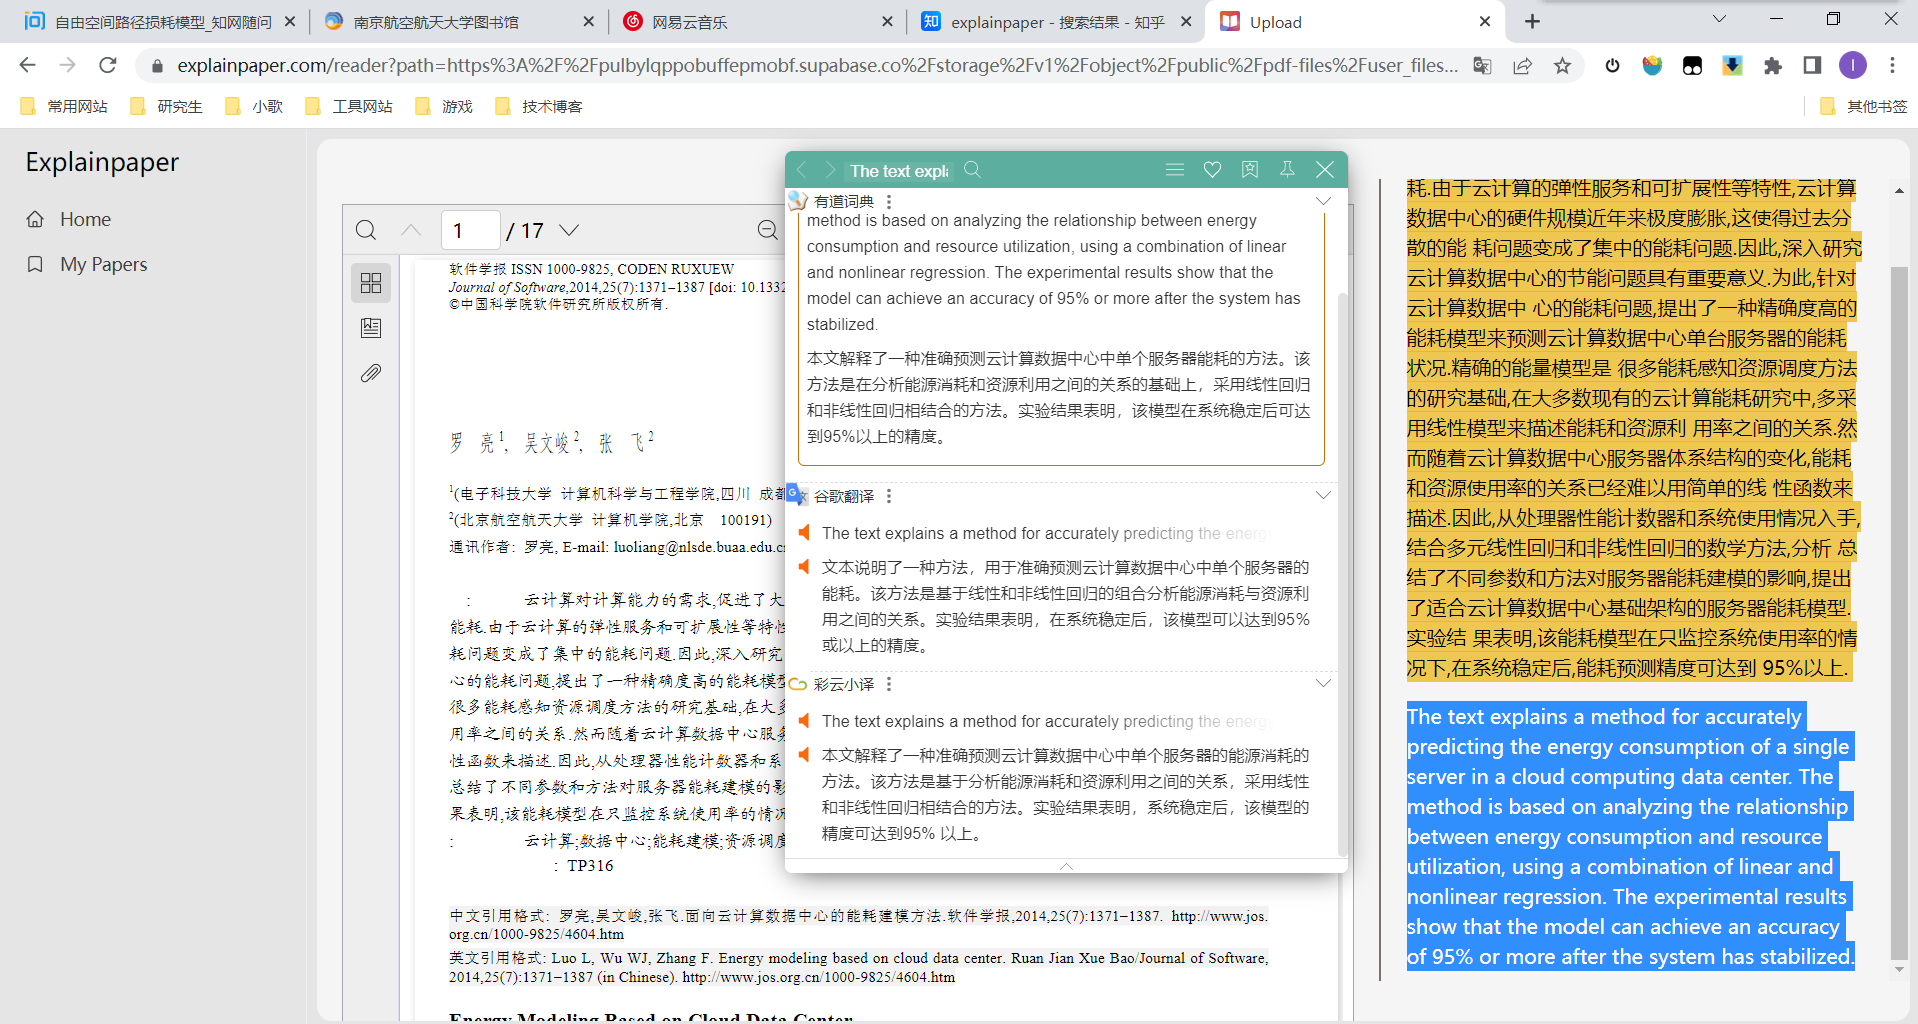 自由空间路径损耗模型_知网随问
南京航空航天大学图书馆
网易云音乐
知
explainpaper - 搜索结果 - 知乎
Upload
explainpaper.com/reader?path=https%3A%2F%2Fpulbylqppobuffepmobf.supabase.co%2Fstorage%2Fv1%2Fobject%2Fpublic%2Fpdf-files%2Fuser_files...
I
常用网站
研究生
小歌
工具网站
游戏
技术博客
其他书签
Explainpaper
Home
My Papers
1 / 17
软件学报 ISSN 1000-9825, CODEN RUXUEW
Journal of Software,2014,25(7):1371−1387 [doi: 10.1332
©中国科学院软件研究所版权所有.
罗 亮1, 吴文峻2, 张 飞2
1(电子科技大学 计算机科学与工程学院,四川 成都
2(北京航空航天大学 计算机学院,北京 100191)
通讯作者: 罗亮, E-mail: luoliang@nlsde.buaa.edu.c
: 云计算对计算能力的需求,促进了大
能耗.由于云计算的弹性服务和可扩展性等特性
耗问题变成了集中的能耗问题.因此,深入研究
心的能耗问题,提出了一种精确度高的能耗模型
很多能耗感知资源调度方法的研究基础,在大多
用率之间的关系.然而随着云计算数据中心服务
性函数来描述.因此,从处理器性能计数器和系
总结了不同参数和方法对服务器能耗建模的影
果表明,该能耗模型在只监控系统使用率的情况
: 云计算;数据中心;能耗建模;资源调度
: TP316
中文引用格式: 罗亮,吴文峻,张飞.面向云计算数据中心的能耗建模方法.软件学报,2014,25(7):1371−1387. http://www.jos.
org.cn/1000-9825/4604.htm
英文引用格式: Luo L, Wu WJ, Zhang F. Energy modeling based on cloud data center. Ruan Jian Xue Bao/Journal of Software,
2014,25(7):1371−1387 (in Chinese). http://www.jos.org.cn/1000-9825/4604.htm
Energy Modeling Based on Cloud Data Center
The text expla
有道词典
method is based on analyzing the relationship between energy
consumption and resource utilization, using a combination of linear
and nonlinear regression. The experimental results show that the
model can achieve an accuracy of 95% or more after the system has
stabilized.
本文解释了一种准确预测云计算数据中心中单个服务器能耗的方法。该
方法是在分析能源消耗和资源利用之间的关系的基础上，采用线性回归
和非线性回归相结合的方法。实验结果表明，该模型在系统稳定后可达
到95%以上的精度。
谷歌翻译
The text explains a method for accurately predicting the energ
文本说明了一种方法，用于准确预测云计算数据中心中单个服务器的
能耗。该方法是基于线性和非线性回归的组合分析能源消耗与资源利
用之间的关系。实验结果表明，在系统稳定后，该模型可以达到95%
或以上的精度。
彩云小译
The text explains a method for accurately predicting the energ
本文解释了一种准确预测云计算数据中心中单个服务器的能源消耗的
方法。该方法是基于分析能源消耗和资源利用之间的关系，采用线性
和非线性回归相结合的方法。实验结果表明，系统稳定后，该模型的
精度可达到95% 以上。
耗.由于云计算的弹性服务和可扩展性等特性,云计算
数据中心的硬件规模近年来极度膨胀,这使得过去分
散的能 耗问题变成了集中的能耗问题.因此,深入研究
云计算数据中心的节能问题具有重要意义.为此,针对
云计算数据中 心的能耗问题,提出了一种精确度高的
能耗模型来预测云计算数据中心单台服务器的能耗
状况.精确的能量模型是 很多能耗感知资源调度方法
的研究基础,在大多数现有的云计算能耗研究中,多采
用线性模型来描述能耗和资源利 用率之间的关系.然
而随着云计算数据中心服务器体系结构的变化,能耗
和资源使用率的关系已经难以用简单的线 性函数来
描述.因此,从处理器性能计数器和系统使用情况入手,
结合多元线性回归和非线性回归的数学方法,分析 总
结了不同参数和方法对服务器能耗建模的影响,提出
了适合云计算数据中心基础架构的服务器能耗模型.
实验结 果表明,该能耗模型在只监控系统使用率的情
况下,在系统稳定后,能耗预测精度可达到 95%以上.
The text explains a method for accurately
predicting the energy consumption of a single
server in a cloud computing data center. The
method is based on analyzing the relationship
between energy consumption and resource
utilization, using a combination of linear and
nonlinear regression. The experimental results
show that the model can achieve an accuracy
of 95% or more after the system has stabilized.